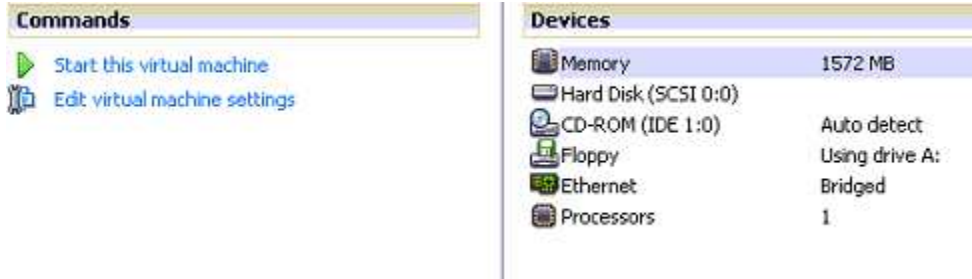 Commands
Start this virtual machine
Edit virtual machine settings
Devices
Memory 1572 MB
Hard Disk (SCSI 0:0)
CD-ROM (IDE 1:0) Auto detect
Floppy Using drive A:
Ethernet Bridged
Processors 1